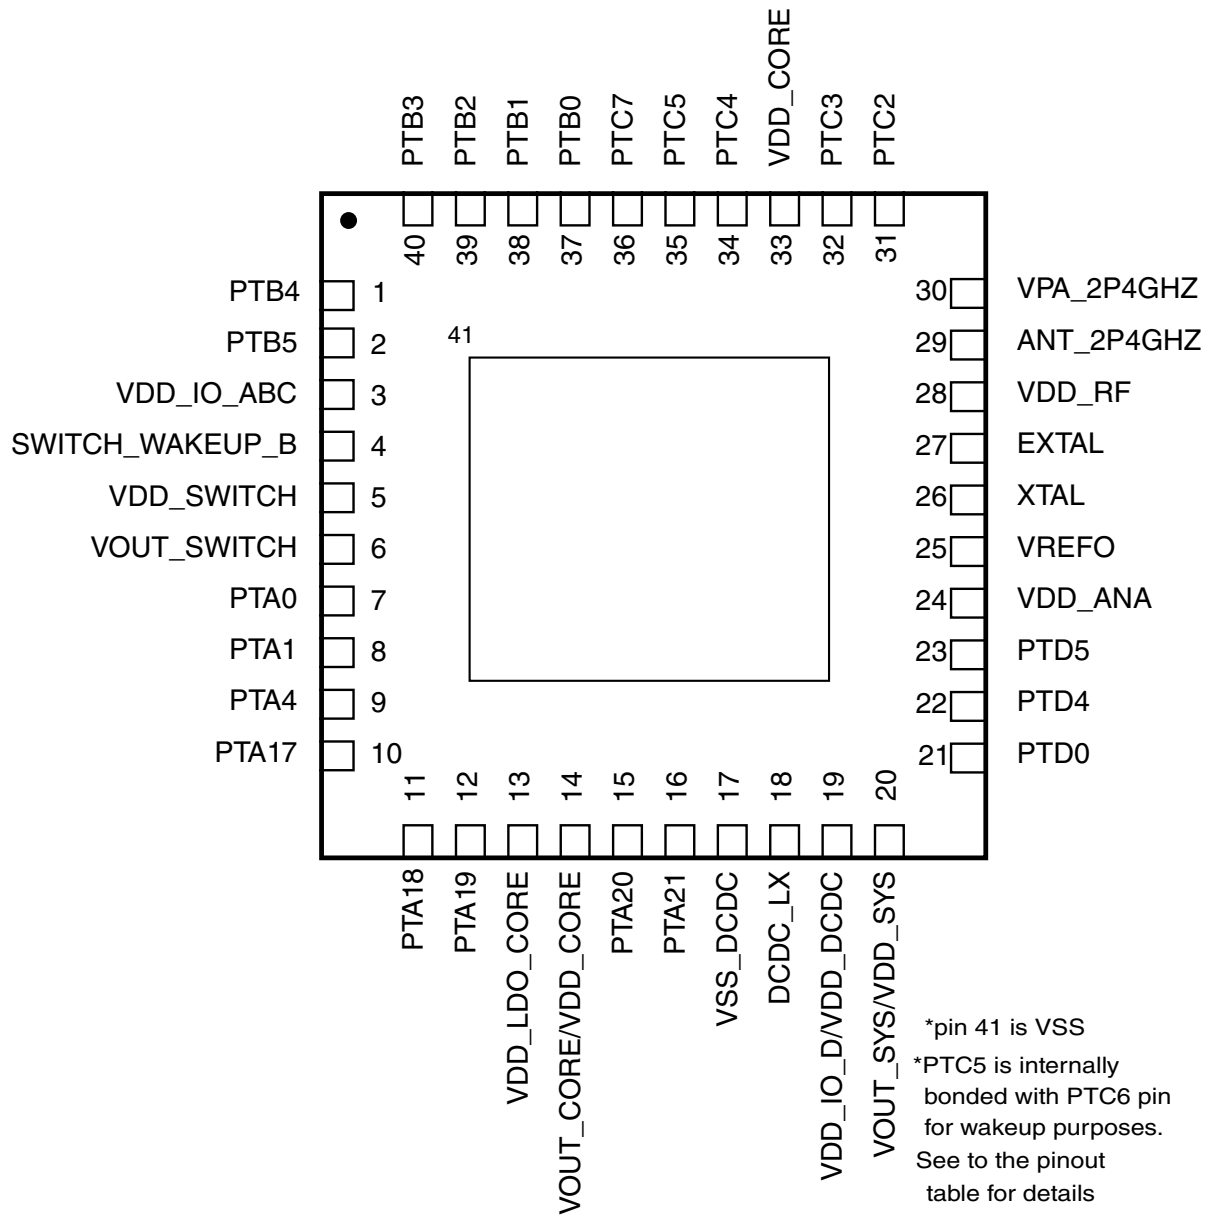 PTB3
PTB2
PTB1
PTB0
PTC7
PTC5
PTC4
VDD_CORE
PTC3
PTC2
40
39
38
37
36
35
34
33
32
31
PTB4 1
PTB5 2
VDD_IO_ABC 3
SWITCH_WAKEUP_B 4
VDD_SWITCH 5
VOUT_SWITCH 6
PTA0 7
PTA1 8
PTA4 9
PTA17 10
41
30 VPA_2P4GHZ
29 ANT_2P4GHZ
28 VDD_RF
27 EXTAL
26 XTAL
25 VREFO
24 VDD_ANA
23 PTD5
22 PTD4
21 PTD0
11
12
13
14
15
16
17
18
19
20
PTA18
PTA19
VDD_LDO_CORE
VOUT_CORE/VDD_CORE
PTA20
PTA21
VSS_DCDC
DCDC_LX
VDD_IO_D/VDD_DCDC
VOUT_SYS/VDD_SYS
*pin 41 is VSS
*PTC5 is internally
bonded with PTC6 pin
for wakeup purposes.
See to the pinout
table for details